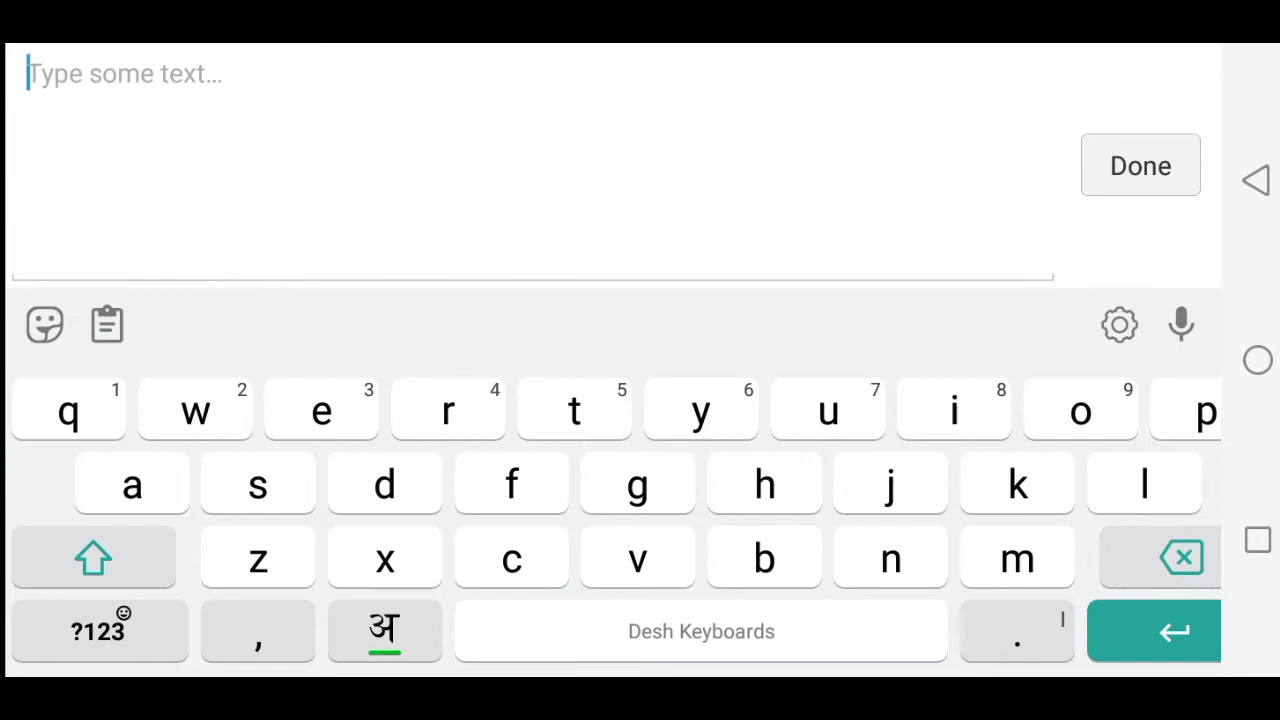 Type some text...
Done
1 2 3 4 5 6 7 8 9
q w e r t y u i o p
a s d f g h j k l
z x c v b n m
?123 , अ Desh Keyboards . |